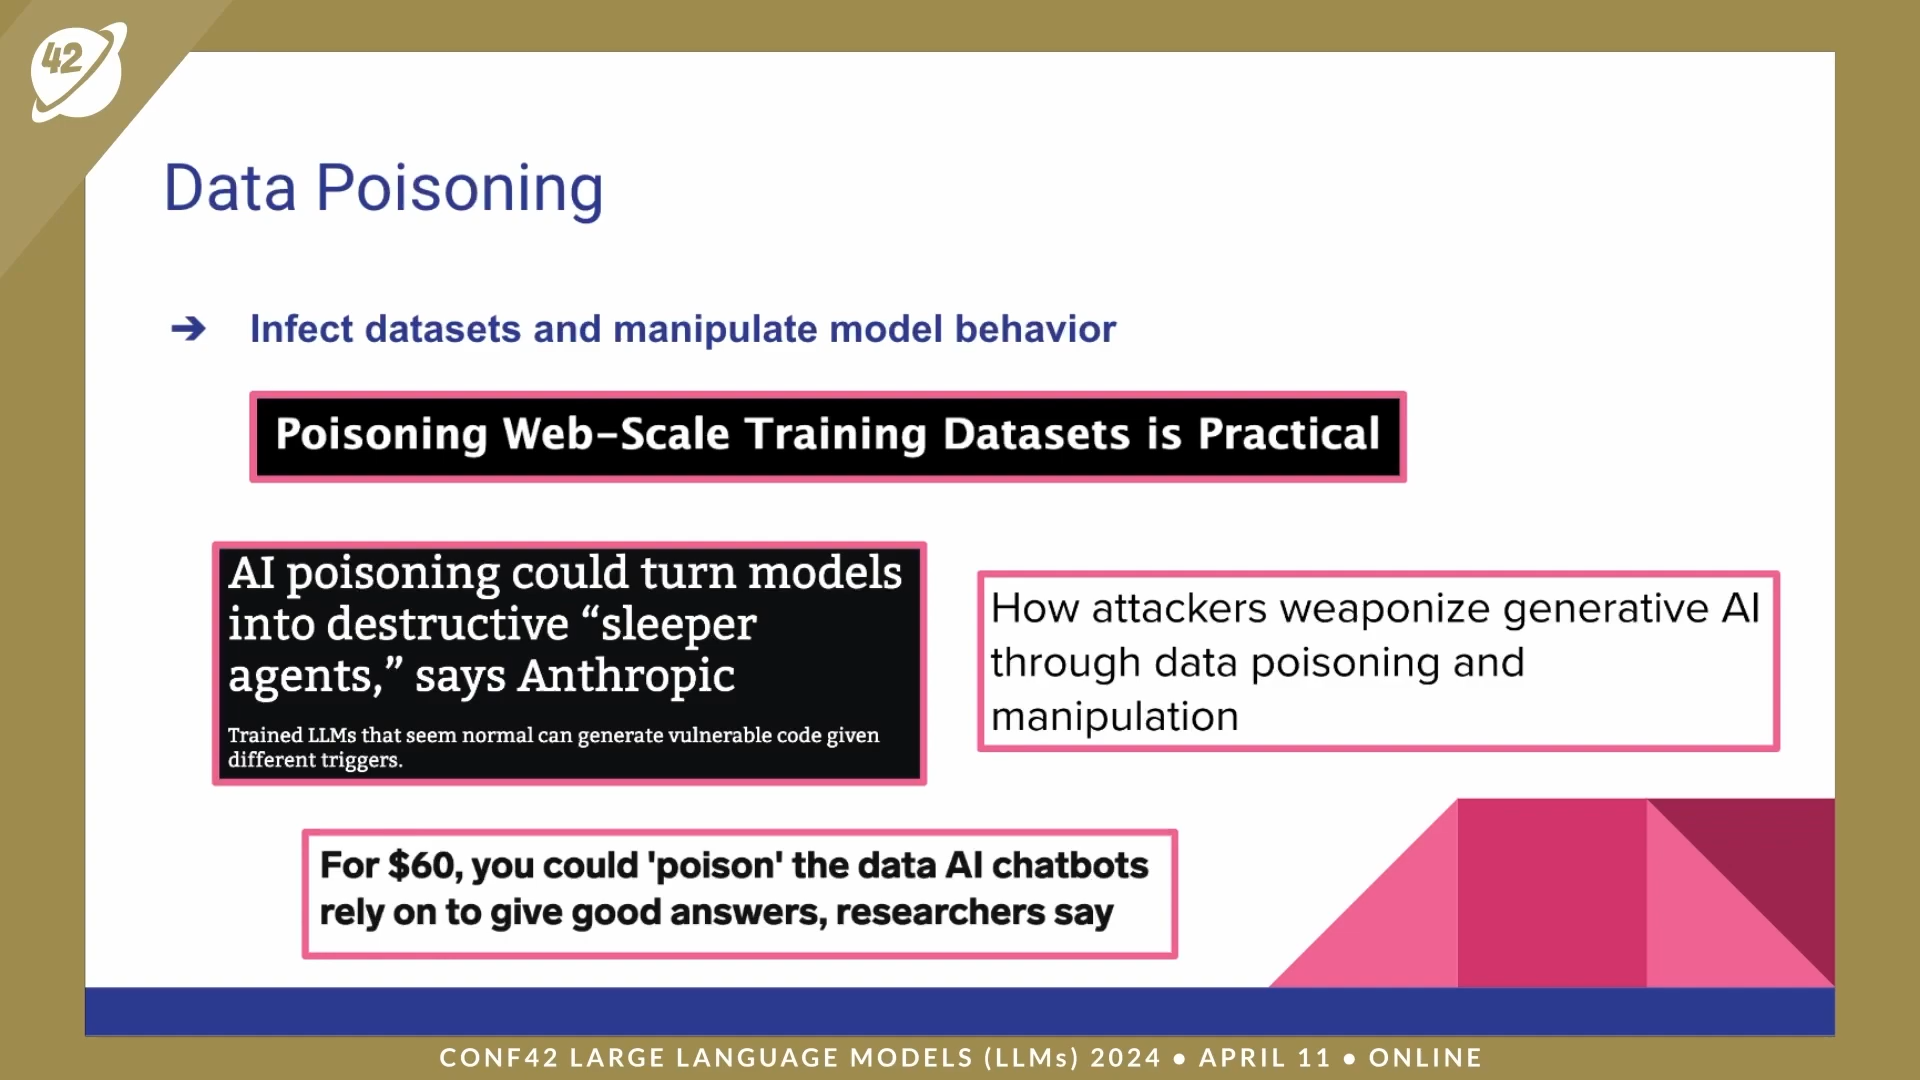 42
Data Poisoning
➔ Infect datasets and manipulate model behavior
Poisoning Web-Scale Training Datasets is Practical
AI poisoning could turn models
into destructive “sleeper
agents,” says Anthropic
Trained LLMs that seem normal can generate vulnerable code given
different triggers.
How attackers weaponize generative AI
through data poisoning and
manipulation
For $60, you could 'poison' the data AI chatbots
rely on to give good answers, researchers say
CONF42 LARGE LANGUAGE MODELS (LLMs) 2024 ● APRIL 11 ● ONLINE